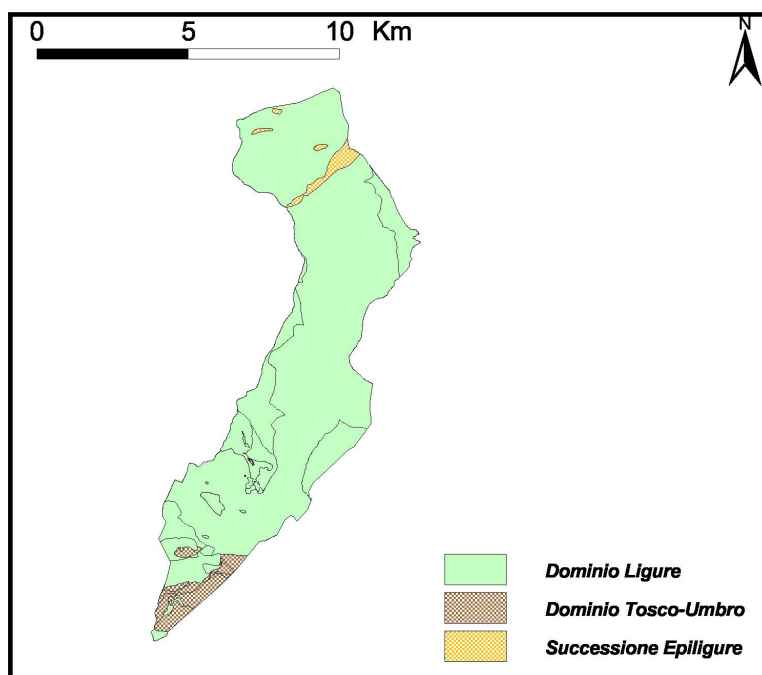 0 5 10 Km
N
Dominio Ligure
Dominio Tosco-Umbro
Successione Epiligure